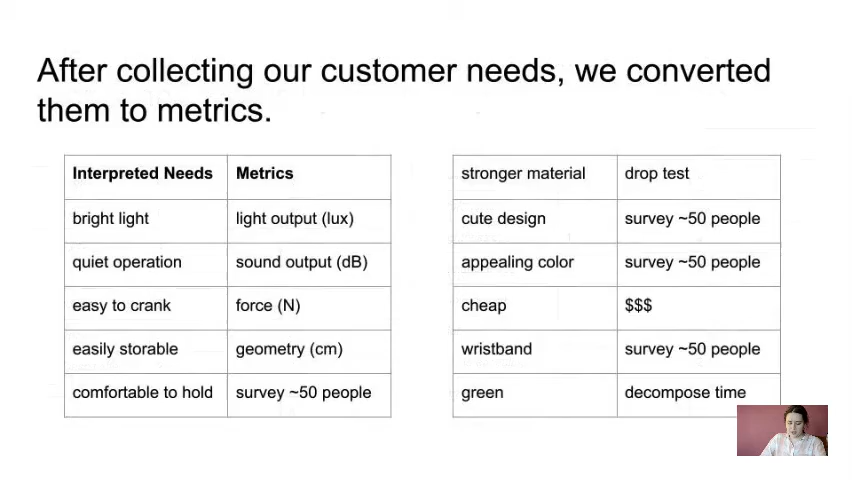 After collecting our customer needs, we converted
them to metrics.
Interpreted Needs Metrics
bright light light output (lux)
quiet operation sound output (dB)
easy to crank force (N)
easily storable geometry (cm)
comfortable to hold survey ~50 people
stronger material drop test
cute design survey ~50 people
appealing color survey ~50 people
cheap $$$
wristband survey ~50 people
green decompose time